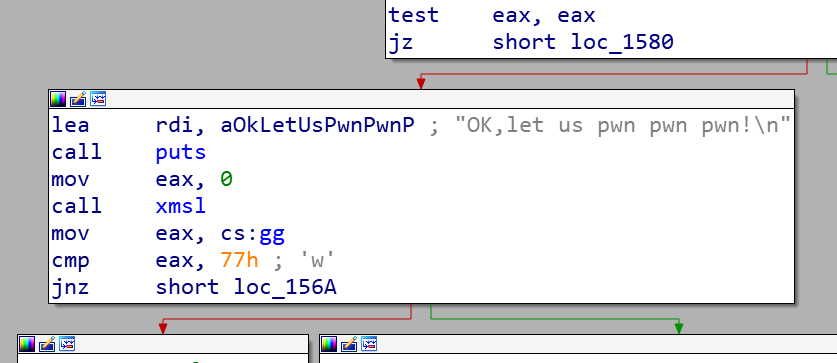 test eax, eax
jz short loc_1580
lea rdi, aOkLetUsPwnPwnP ; "OK,let us pwn pwn pwn!\n"
call puts
mov eax, 0
call xmsl
mov eax, cs:gg
cmp eax, 77h ; 'w'
jnz short loc_156A